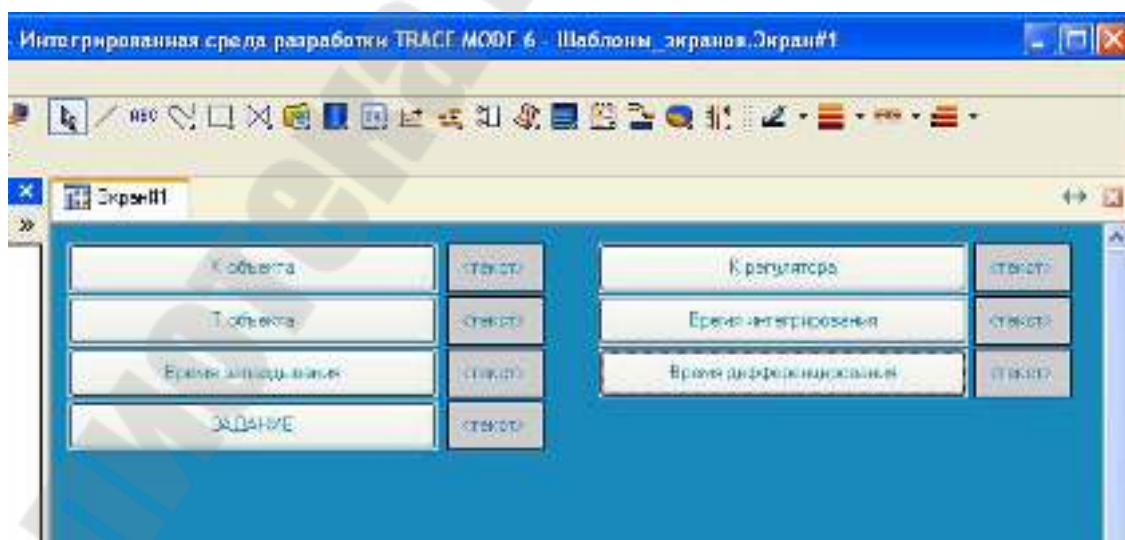 - Интегрированная среда разработки TRACE MODE 6 - Шаблоны_экранов.Экран#1
ABC
Экран#1
К объекта <текст> К регулятора <текст>
Т объекта <текст> Время интегрирования <текст>
Время запаздывания <текст> Время дифференцирования <текст>
ЗАДАНИЕ <текст>